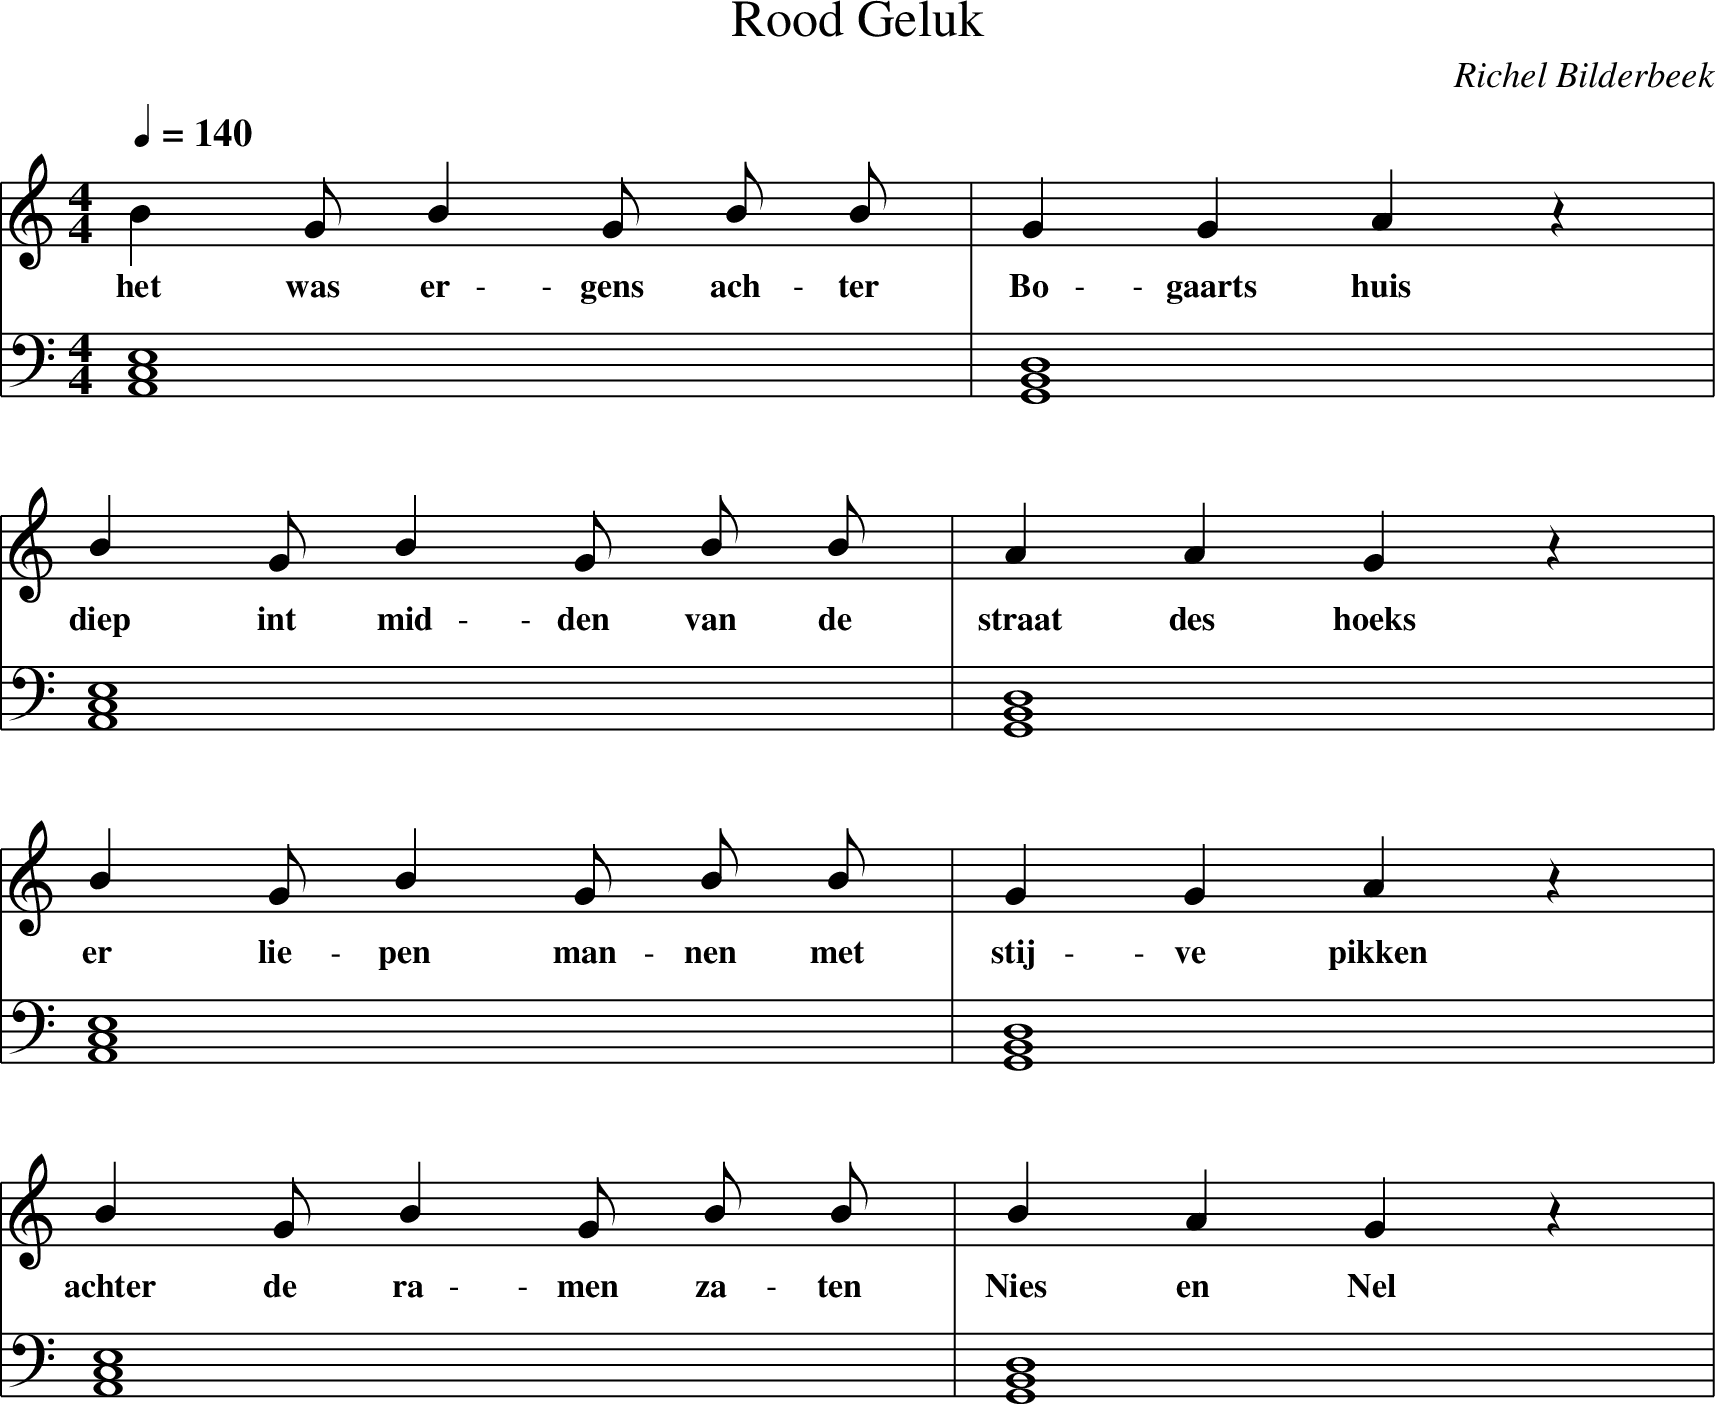 Rood Geluk
Richel Bilderbeek
♩ = 140
4/4
het was er - gens ach - ter Bo - gaarts huis
4/4
diep int mid - den van de straat des hoeks
er lie - pen man - nen met stij - ve pikken
achter de ra - men za - ten Nies en Nel